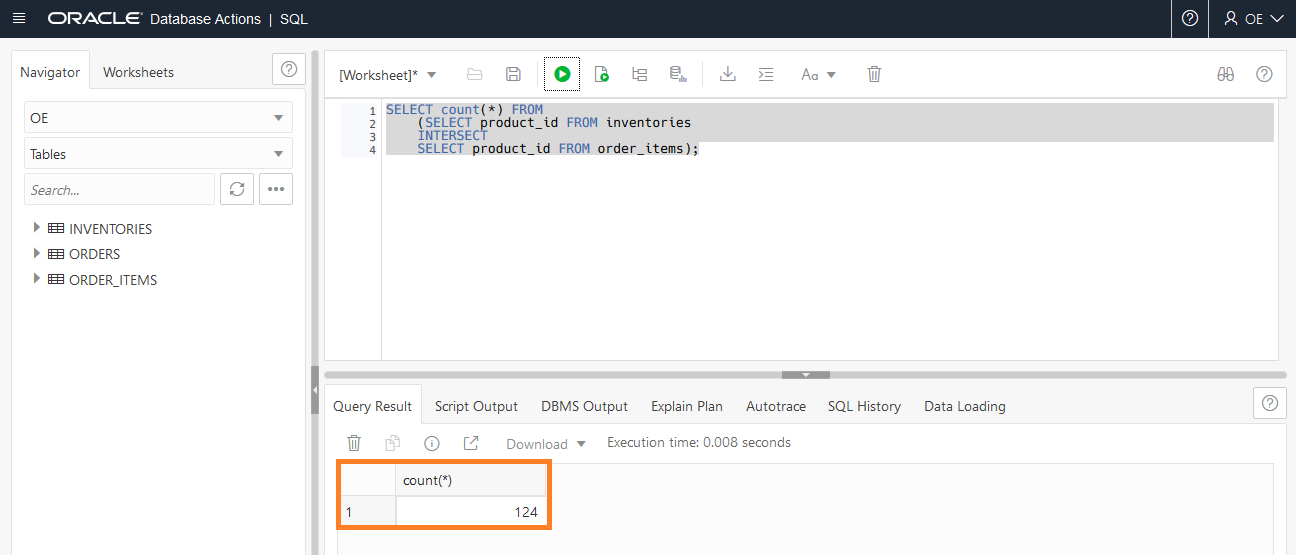 ORACLE Database Actions | SQL
OE
Navigator
Worksheets
OE
Tables
Search...
INVENTORIES
ORDERS
ORDER_ITEMS
[Worksheet]*
Aa
1 SELECT count(*) FROM
2 (SELECT product_id FROM inventories
3 INTERSECT
4 SELECT product_id FROM order_items);
Query Result
Script Output
DBMS Output
Explain Plan
Autotrace
SQL History
Data Loading
Download
Execution time: 0.008 seconds
count(*)
1 124